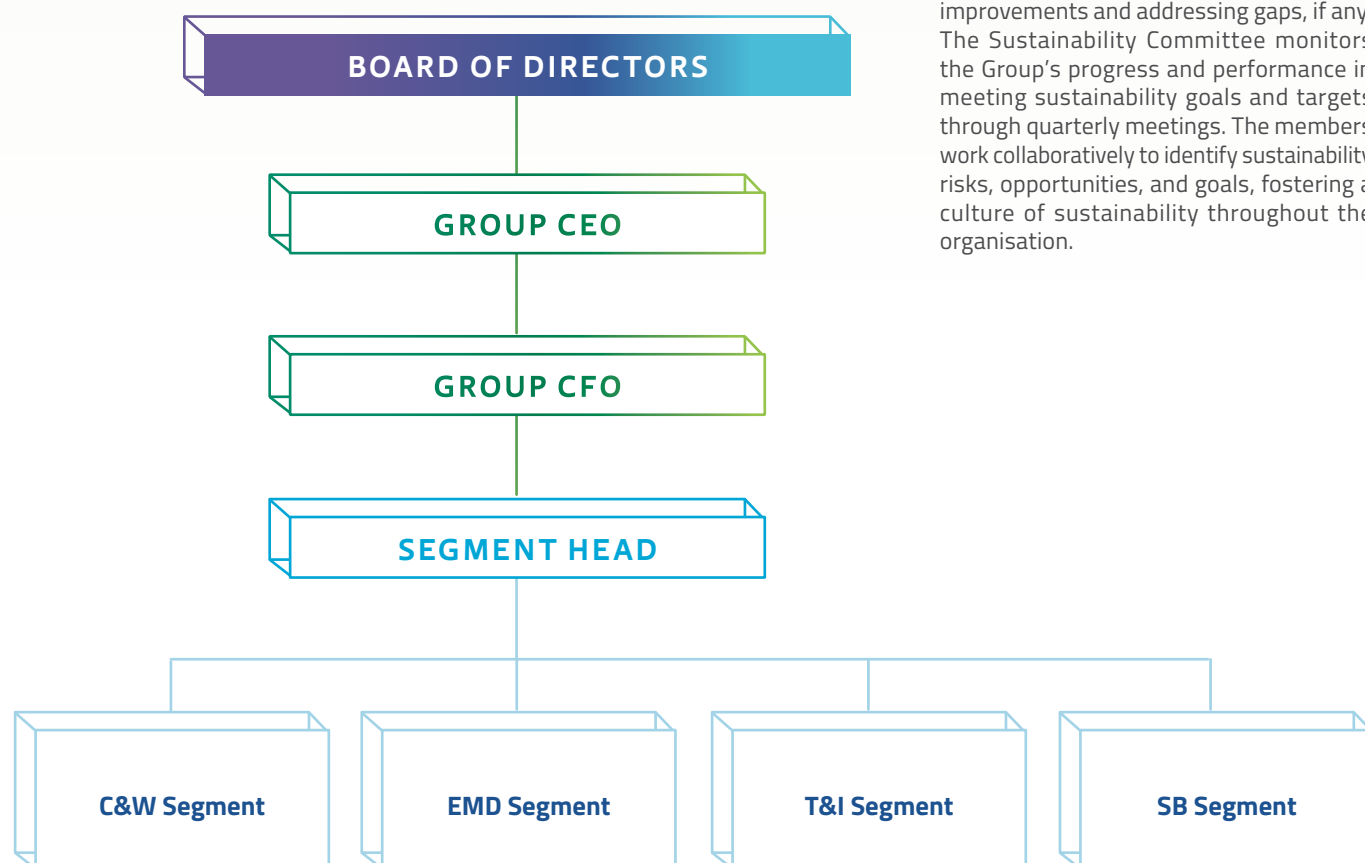 improvements and addressing gaps, if any
The Sustainability Committee monitors
the Group's progress and performance in
meeting sustainability goals and targets
through quarterly meetings. The members
work collaboratively to identify sustainability
risks, opportunities, and goals, fostering a
culture of sustainability throughout the
organisation.
BOARD OF DIRECTORS
GROUP CEO
GROUP CFO
SEGMENT HEAD
C&W Segment
EMD Segment
T&I Segment
SB Segment